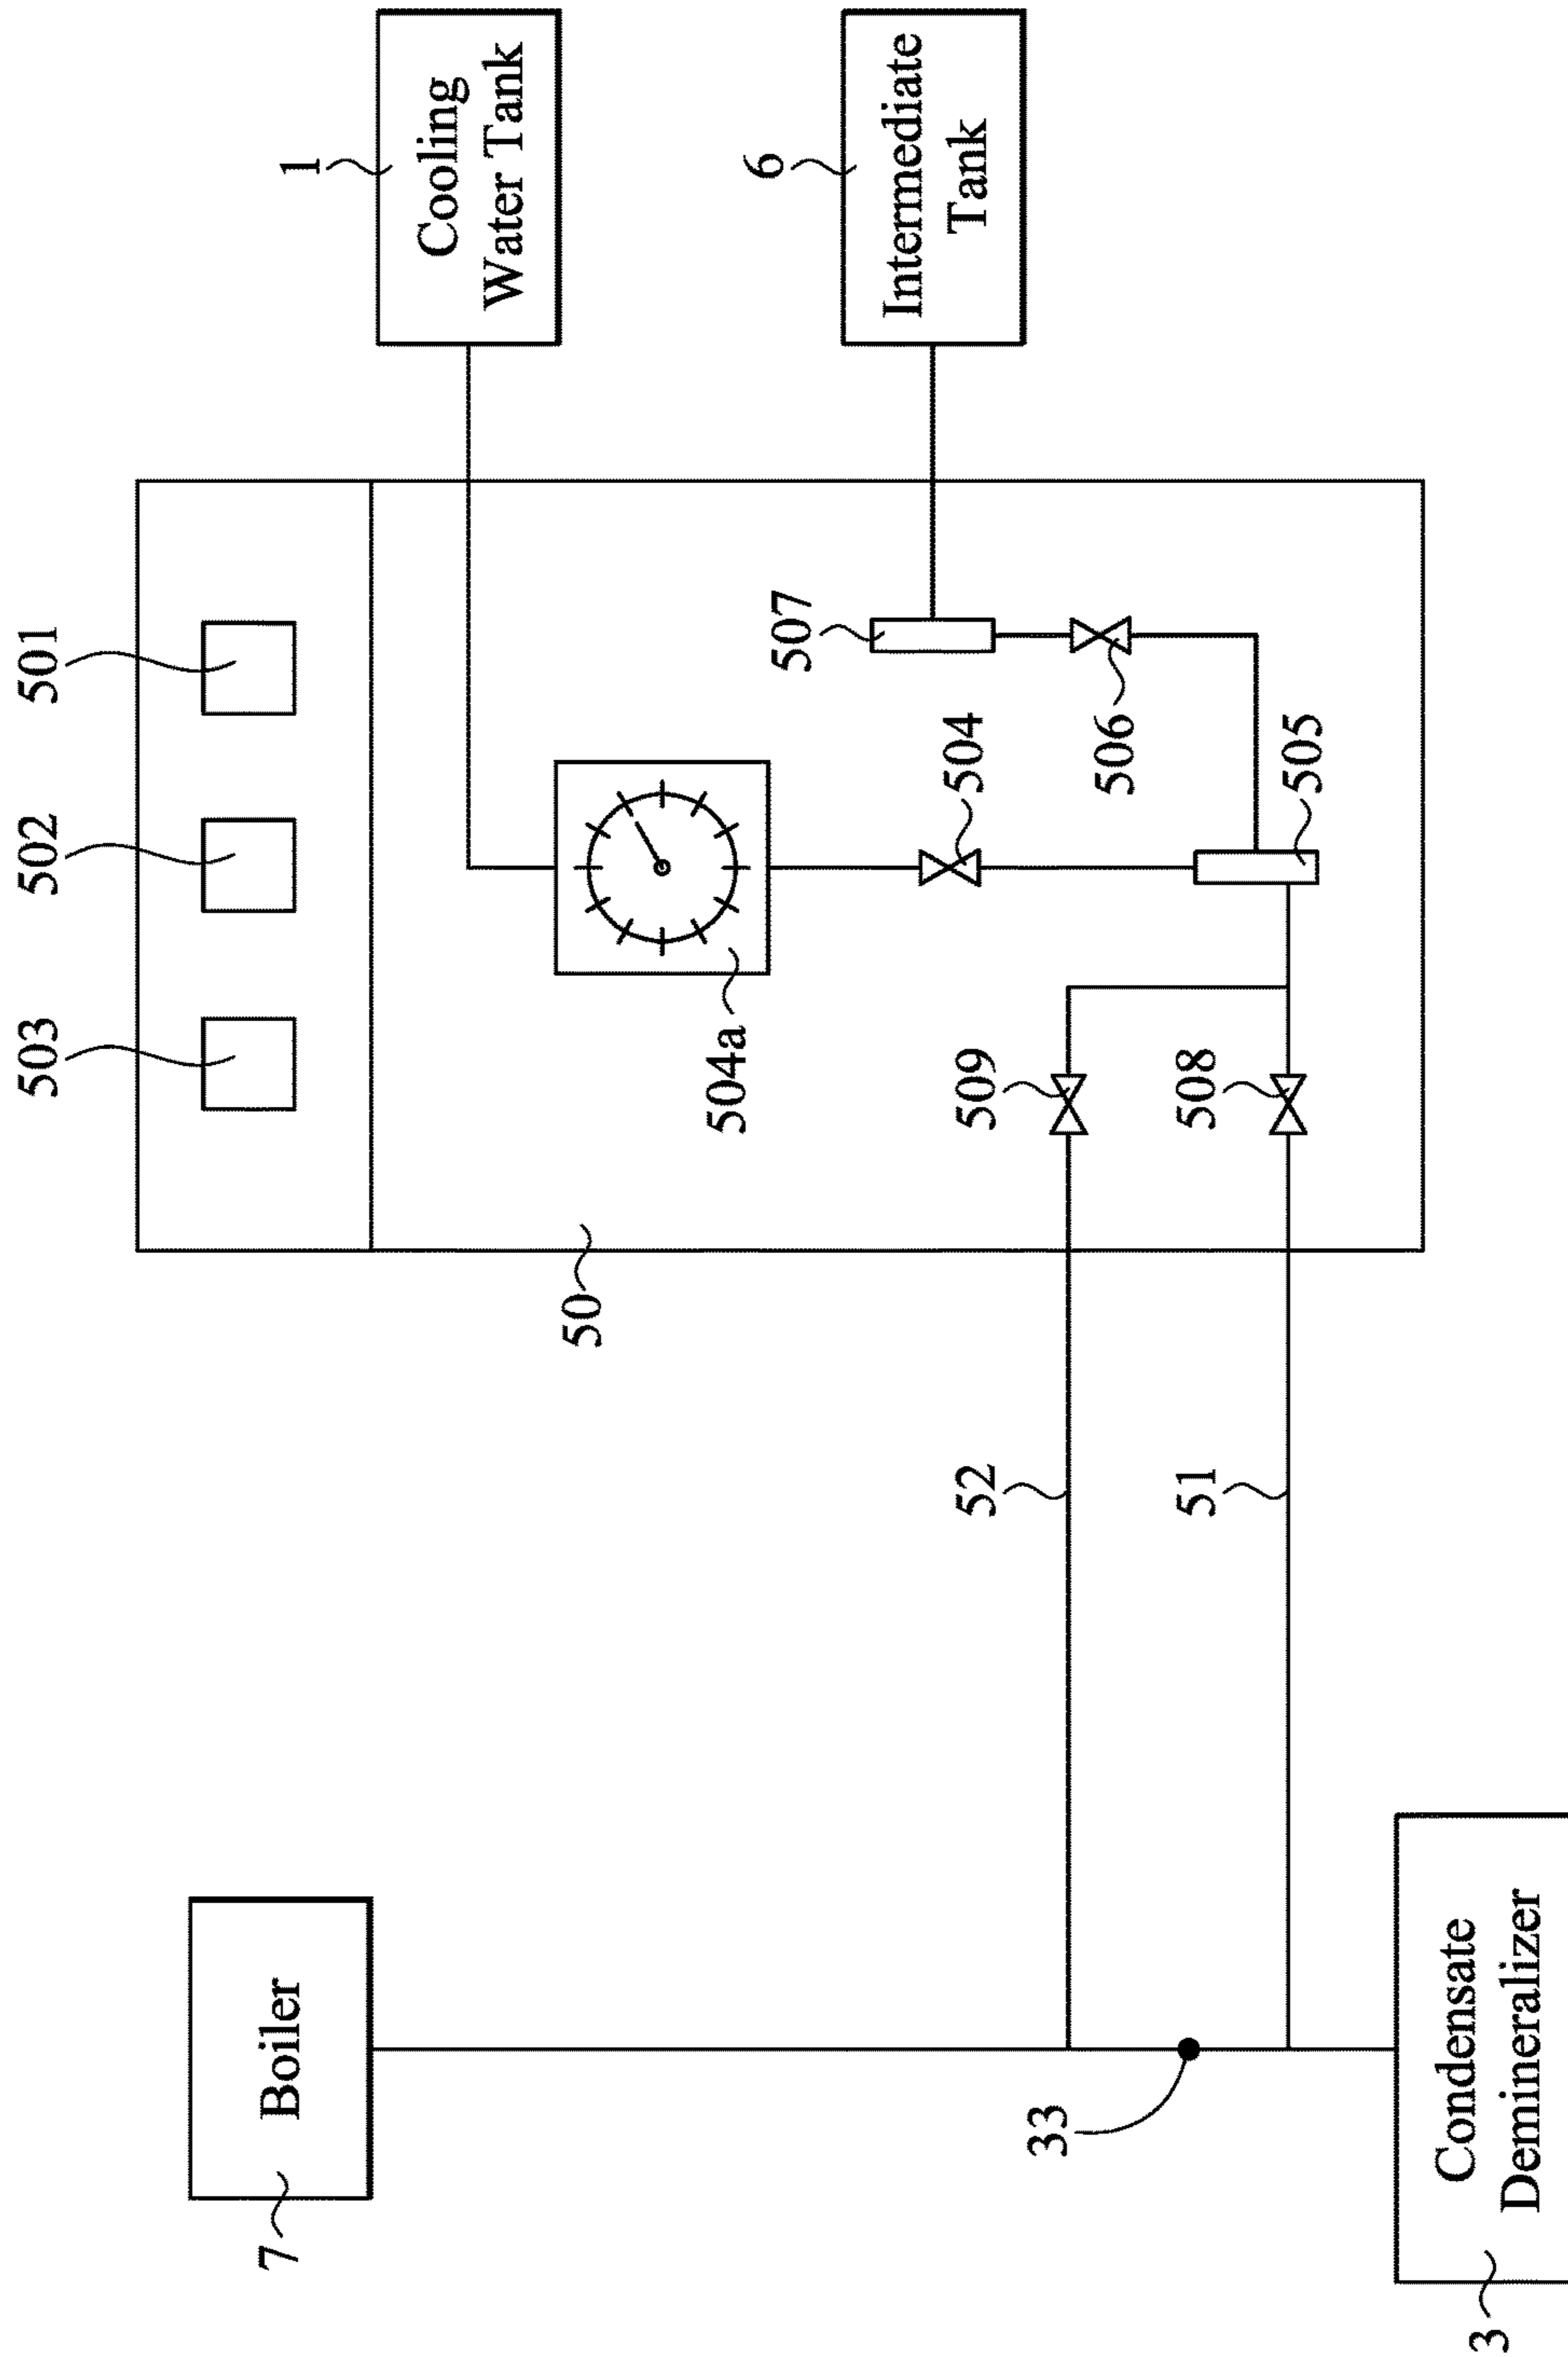 503
502
501
7
Boiler
1
Cooling
Water Tank
50
504a
507
6
Intermediate
Tank
52
509
504
33
506
51
508
505
3
Condensate
Demineralizer